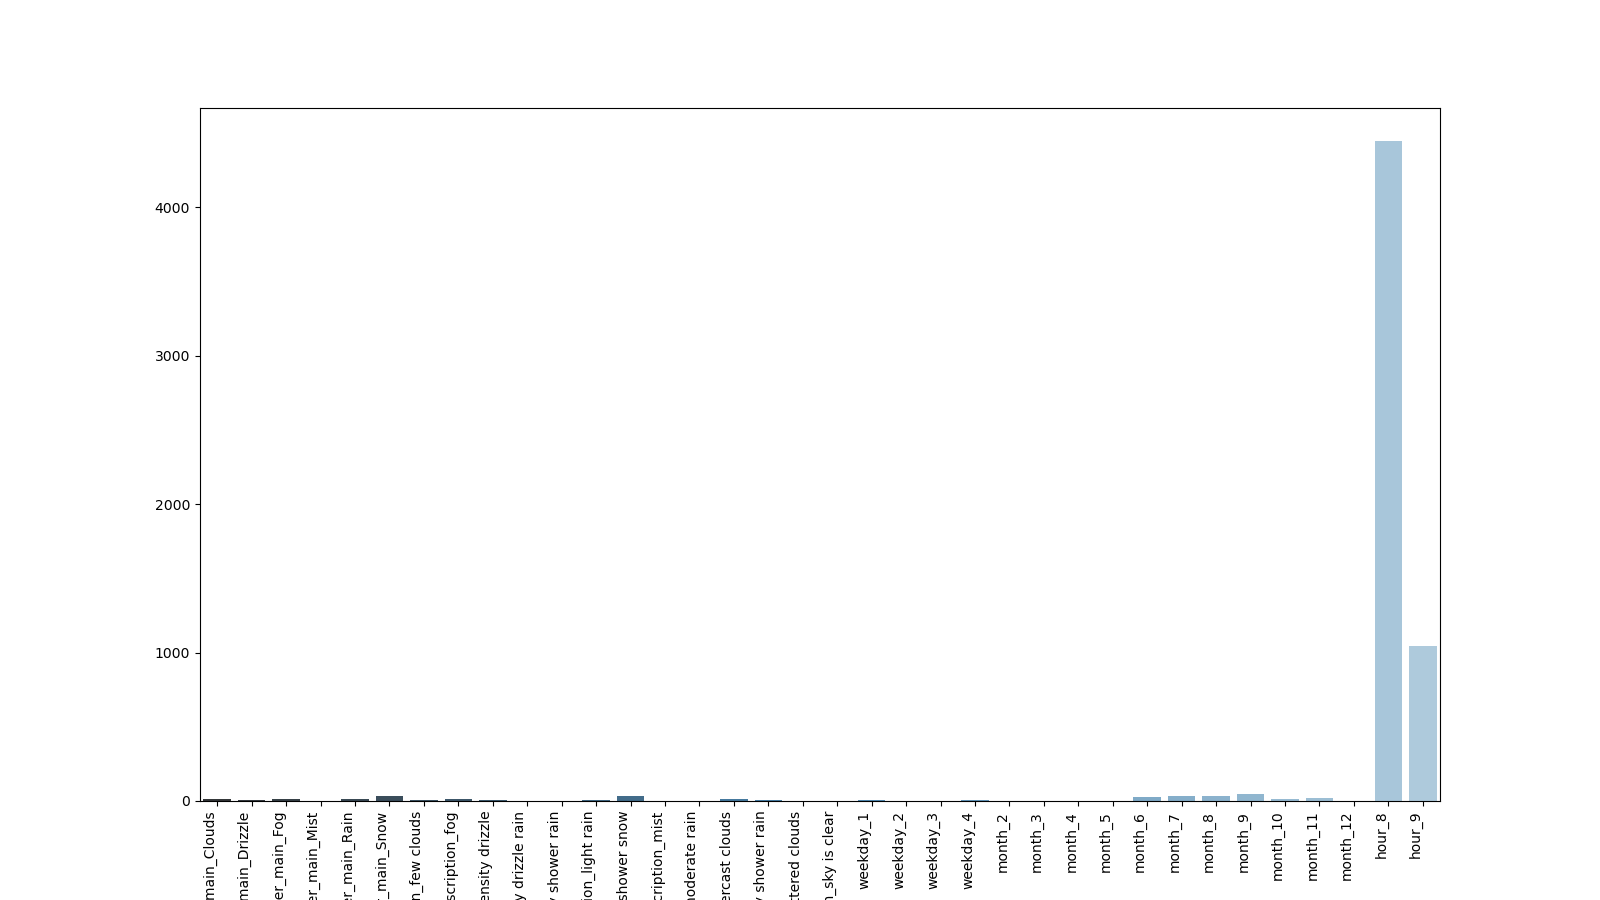 4000
3000
2000
1000
0
main_Clouds
main_Drizzle
er_main_Fog
er_main_Mist
er_main_Rain
_main_Snow
n_few clouds
scription_fog
ensity drizzle
y drizzle rain
shower rain
ion_light rain
shower snow
cription_mist
moderate rain
ercast clouds
y shower rain
ttered clouds
n_sky is clear
weekday_1
weekday_2
weekday_3
weekday_4
month_2
month_3
month_4
month_5
month_6
month_7
month_8
month_9
month_10
month_11
month_12
hour_8
hour_9